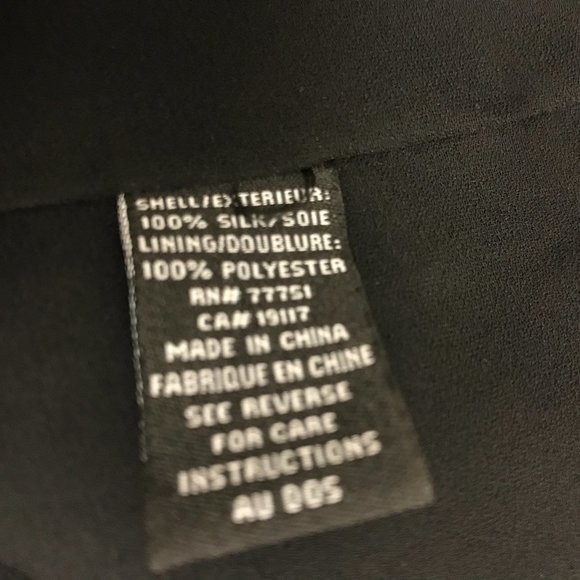 SHELL/EXTERIEUR:
100% SILK/SOIE
LINING/DOUBLURE:
100% POLYESTER
RN# 77751
CA# 19117
MADE IN CHINA
FABRIQUE EN CHINE
SEE REVERSE
FOR CARE
INSTRUCTIONS
AU DOS